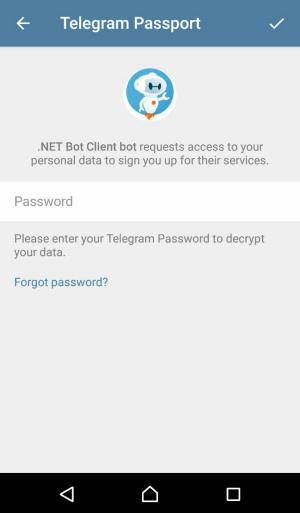 Telegram Passport
.NET Bot Client bot requests access to your
personal data to sign you up for their services.
Password
Please enter your Telegram Password to decrypt
your data.
Forgot password?